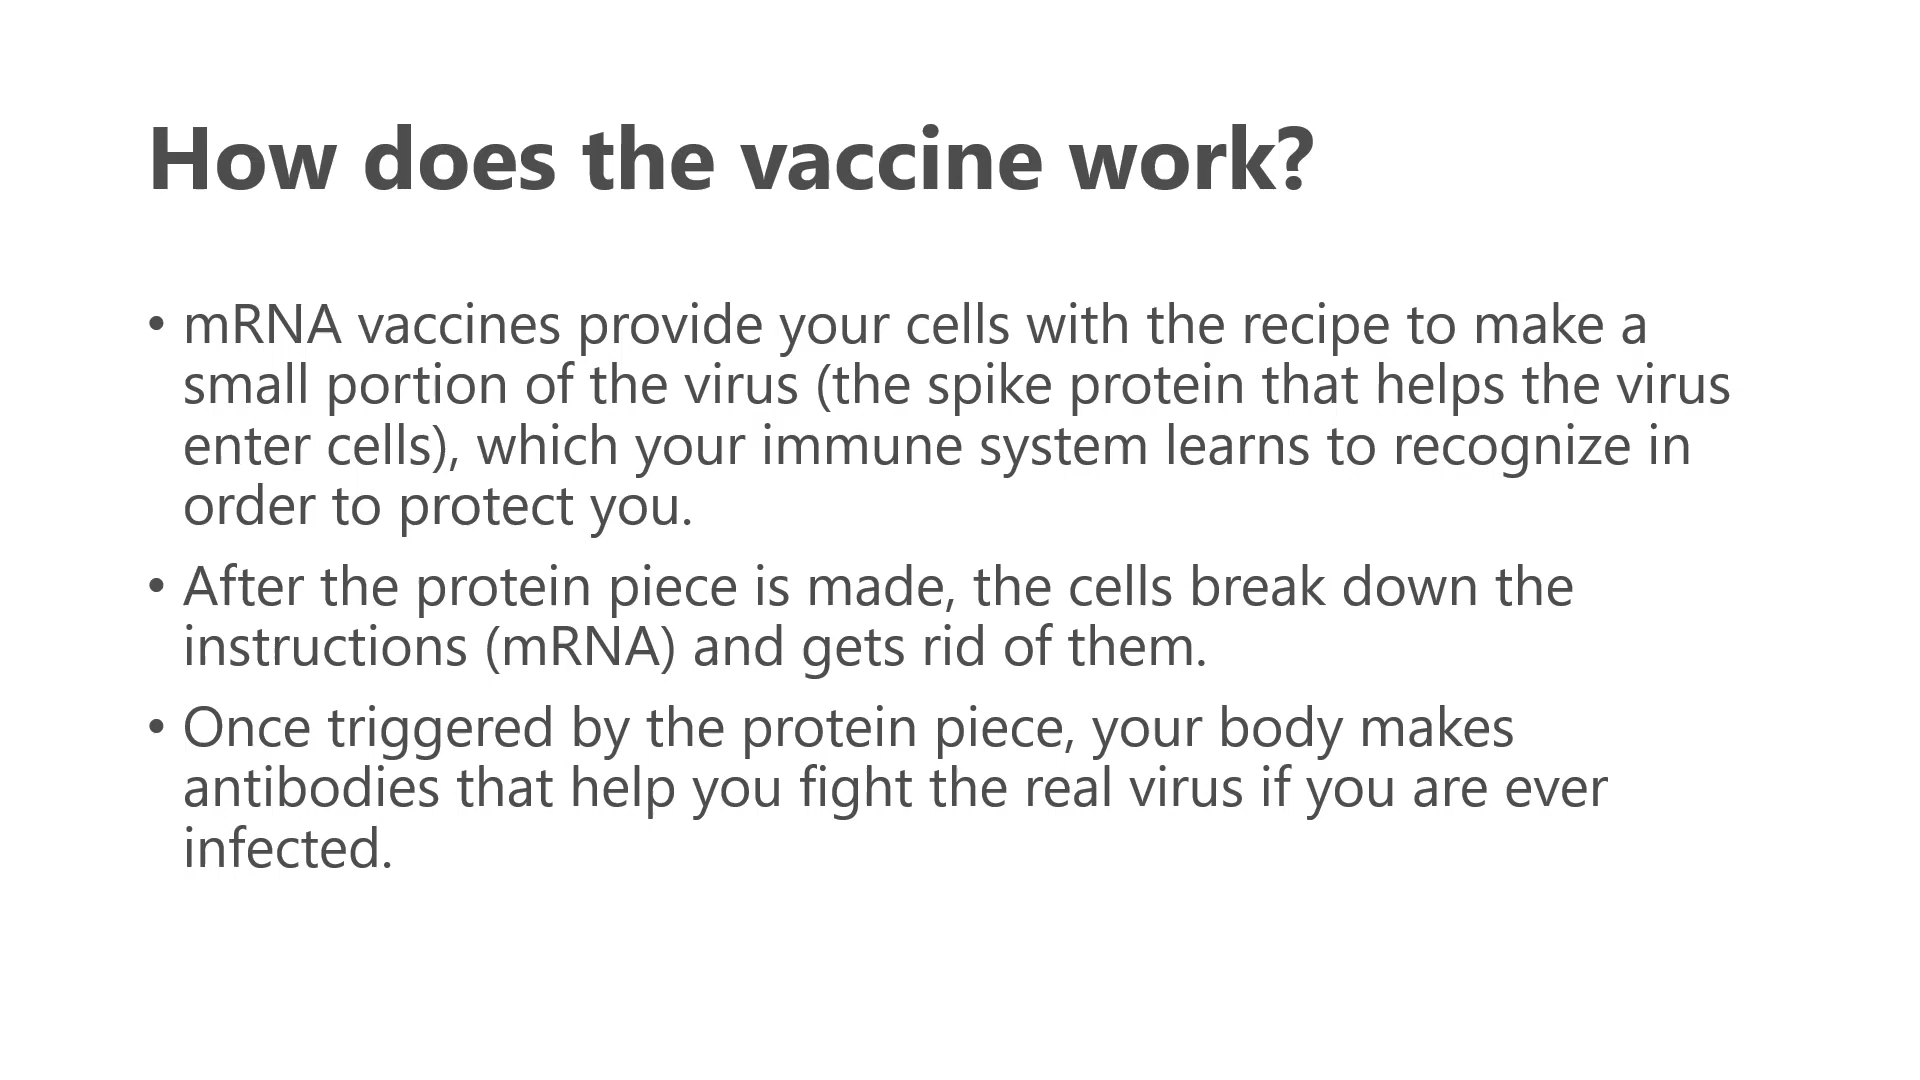 How does the vaccine work?
• mRNA vaccines provide your cells with the recipe to make a
small portion of the virus (the spike protein that helps the virus
enter cells), which your immune system learns to recognize in
order to protect you.
• After the protein piece is made, the cells break down the
instructions (mRNA) and gets rid of them.
• Once triggered by the protein piece, your body makes
antibodies that help you fight the real virus if you are ever
infected.